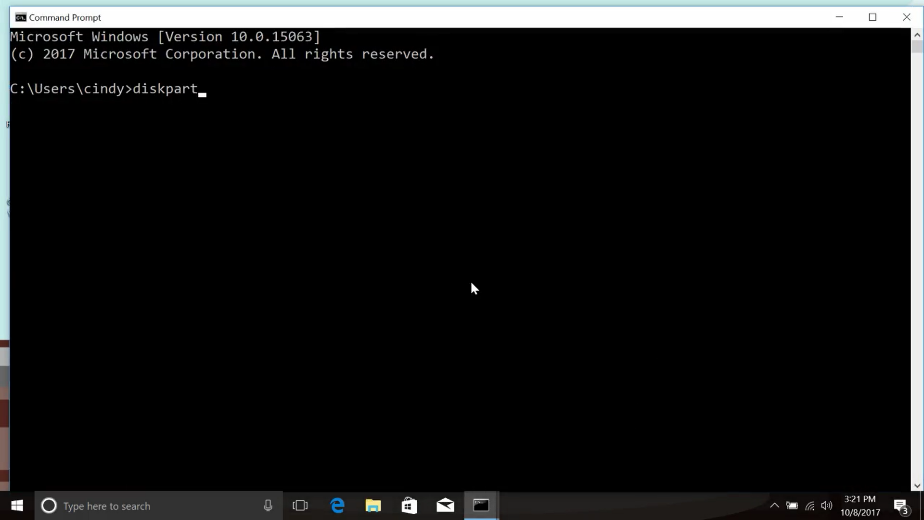 Command Prompt
Microsoft Windows [Version 10.0.15063]
(c) 2017 Microsoft Corporation. All rights reserved.
C:\Users\cindy>diskpart
Type here to search
3:21 PM
10/8/2017
3